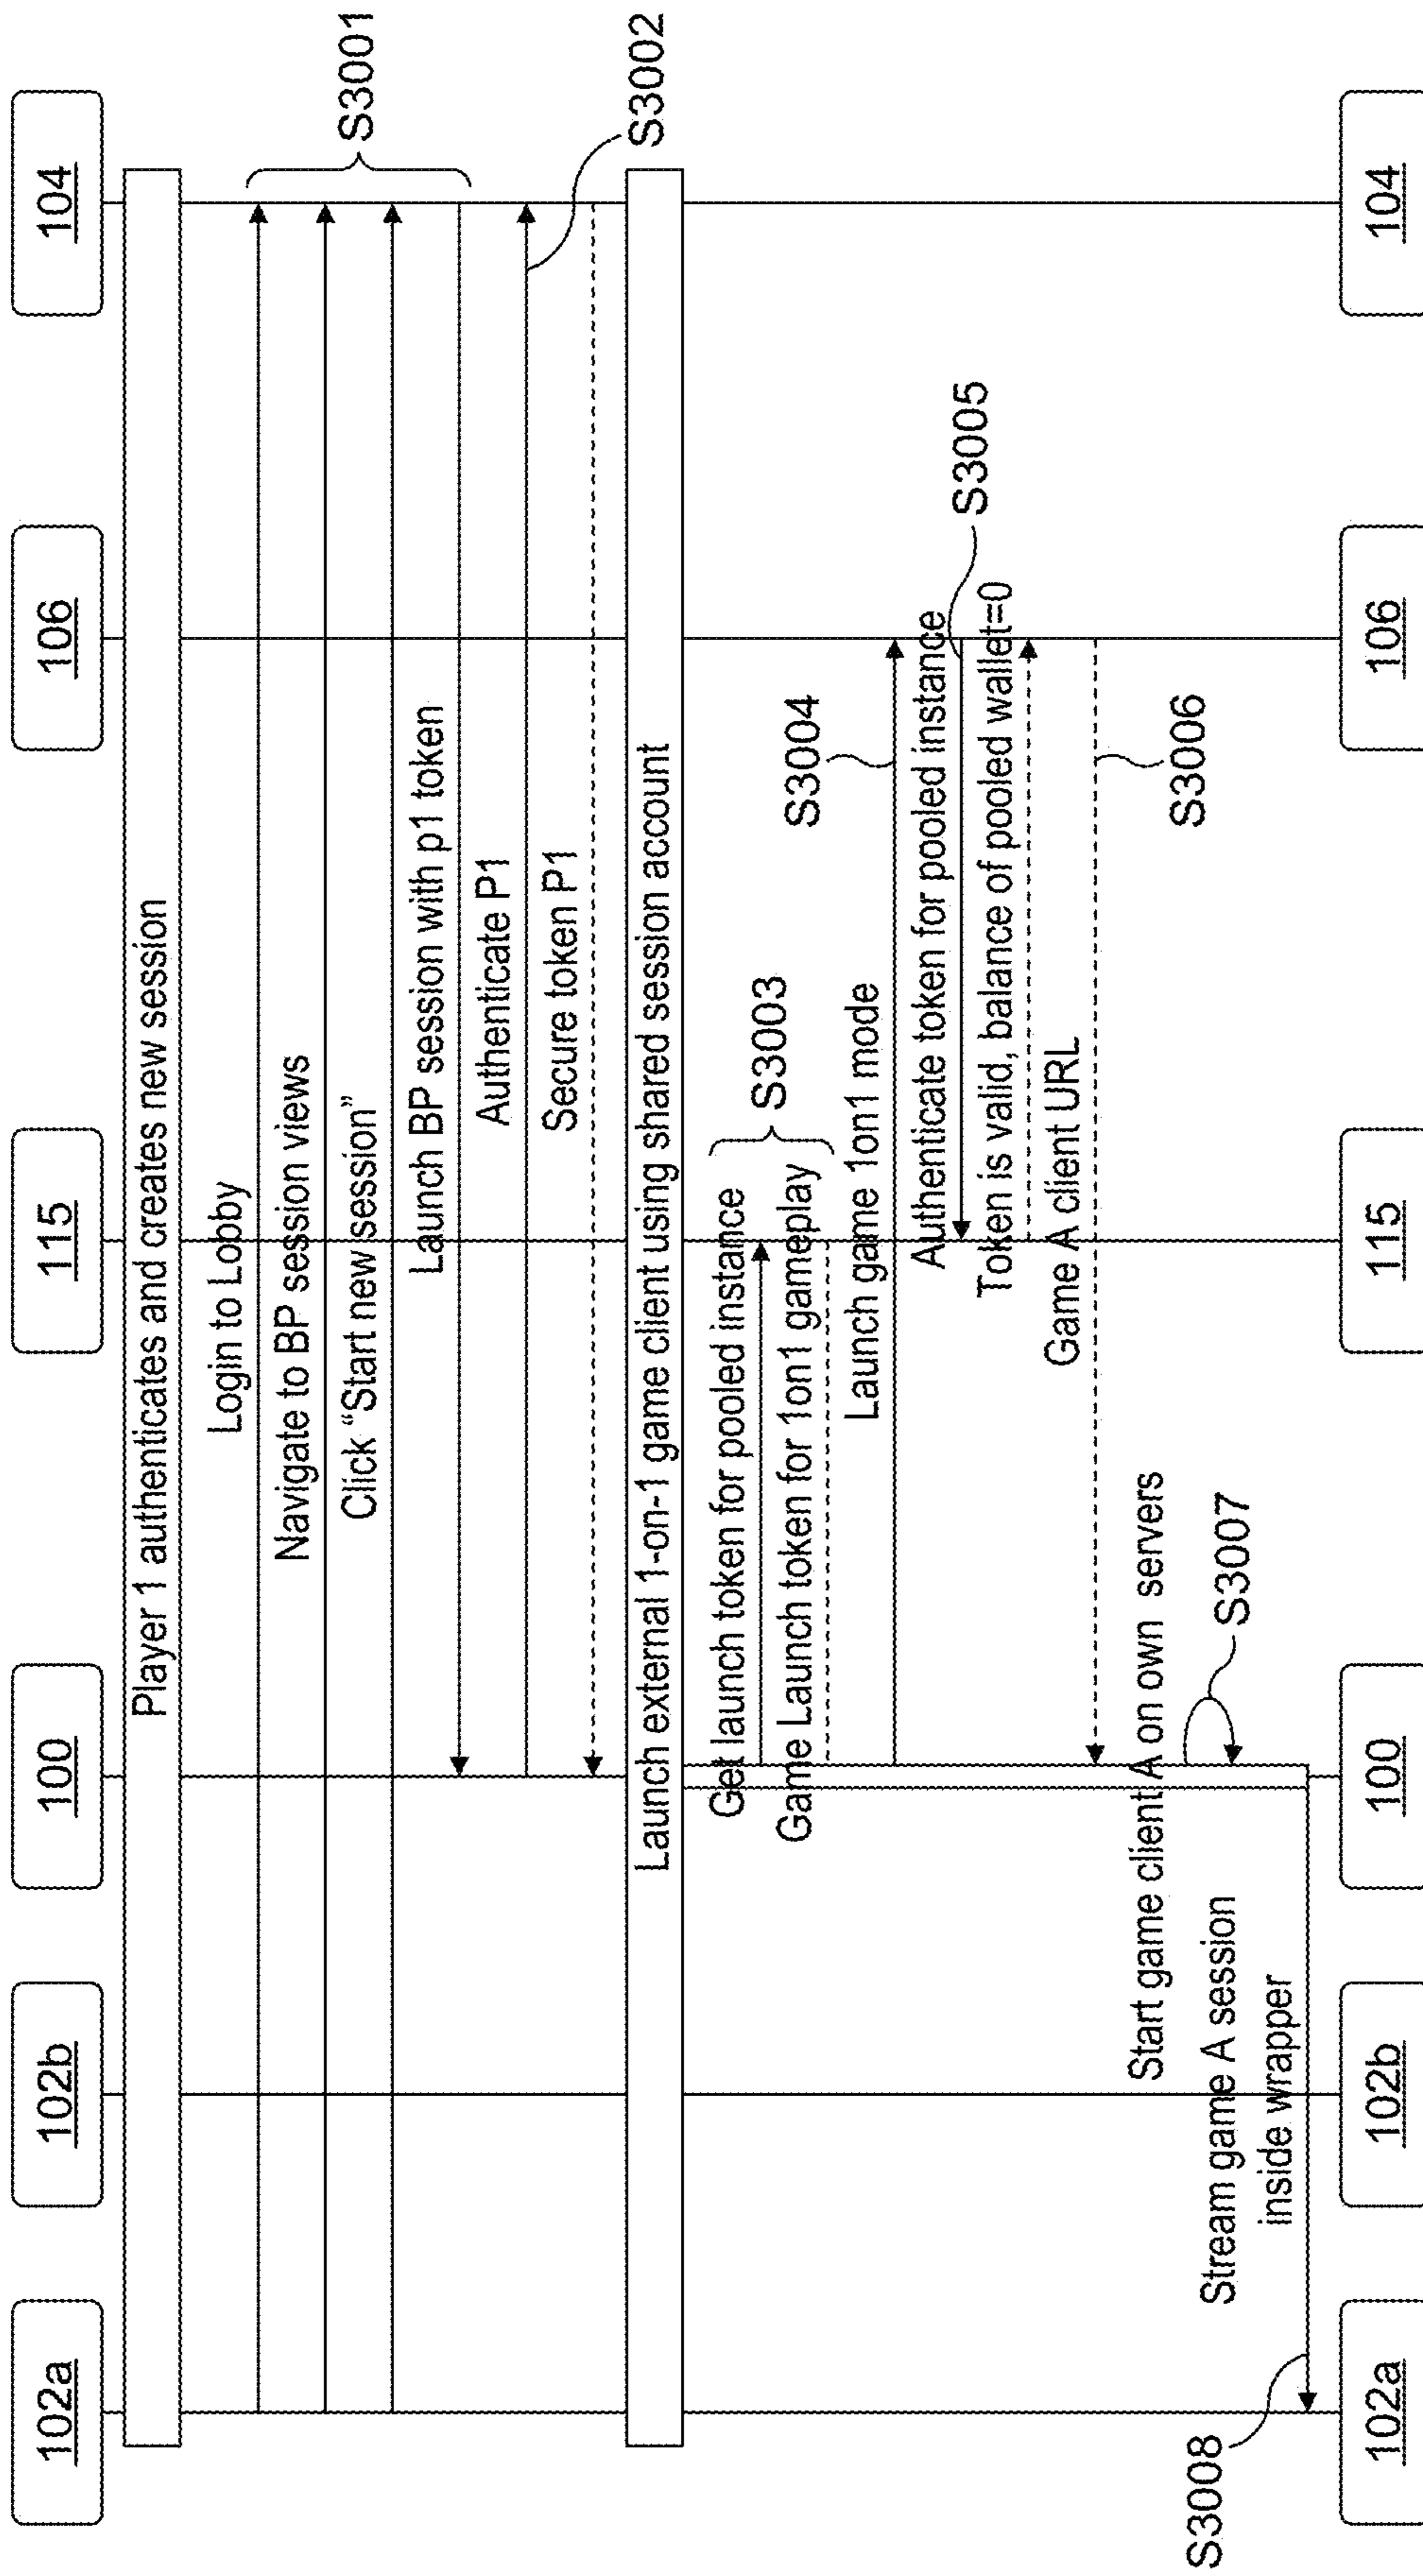 102a
102b
100
115
106
104
Player 1 authenticates and creates new session
Login to Lobby
Navigate to BP session views
Click “Start new session”
S3001
Launch BP session with p1 token
Authenticate P1
S3002
Secure token P1
Launch external 1-on-1 game client using shared session account
Get launch token for pooled instance
Game Launch token for 1on1 gameplay
S3003
Launch game 1on1 mode
S3004
Authenticate token for pooled instance
S3005
Token is valid, balance of pooled wallet=0
Game A client URL
S3006
Start game client A on own servers
S3007
Stream game A session
inside wrapper
S3008
102a
102b
100
115
106
104